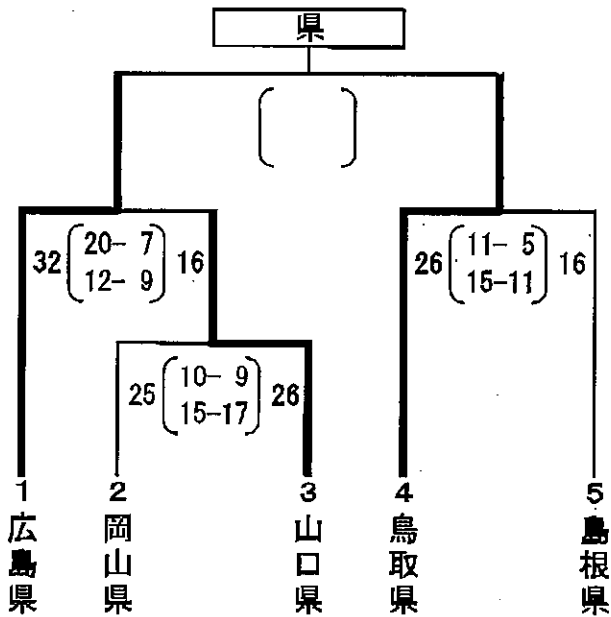 県
32 (20- 7 16
12- 9)
26 (11- 5 16
15-11)
25 (10- 9 26
15-17)
1 広島県
2 岡山県
3 山口県
4 鳥取県
5 島根県